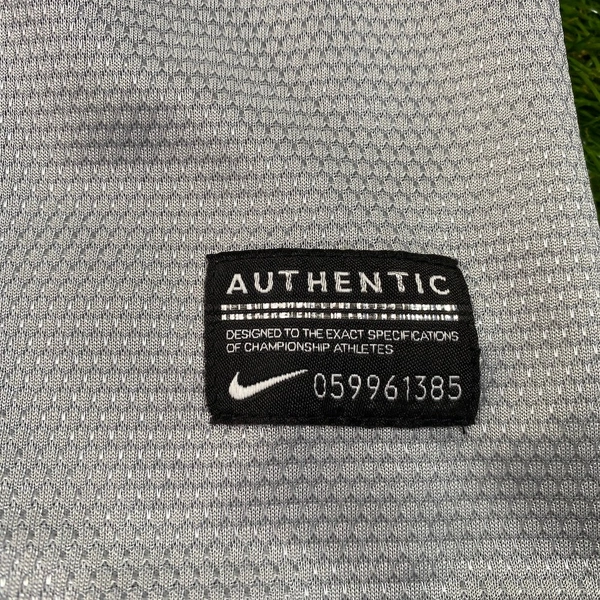 AUTHENTIC
DESIGNED TO THE EXACT SPECIFICATIONS
OF CHAMPIONSHIP ATHLETES
059961385